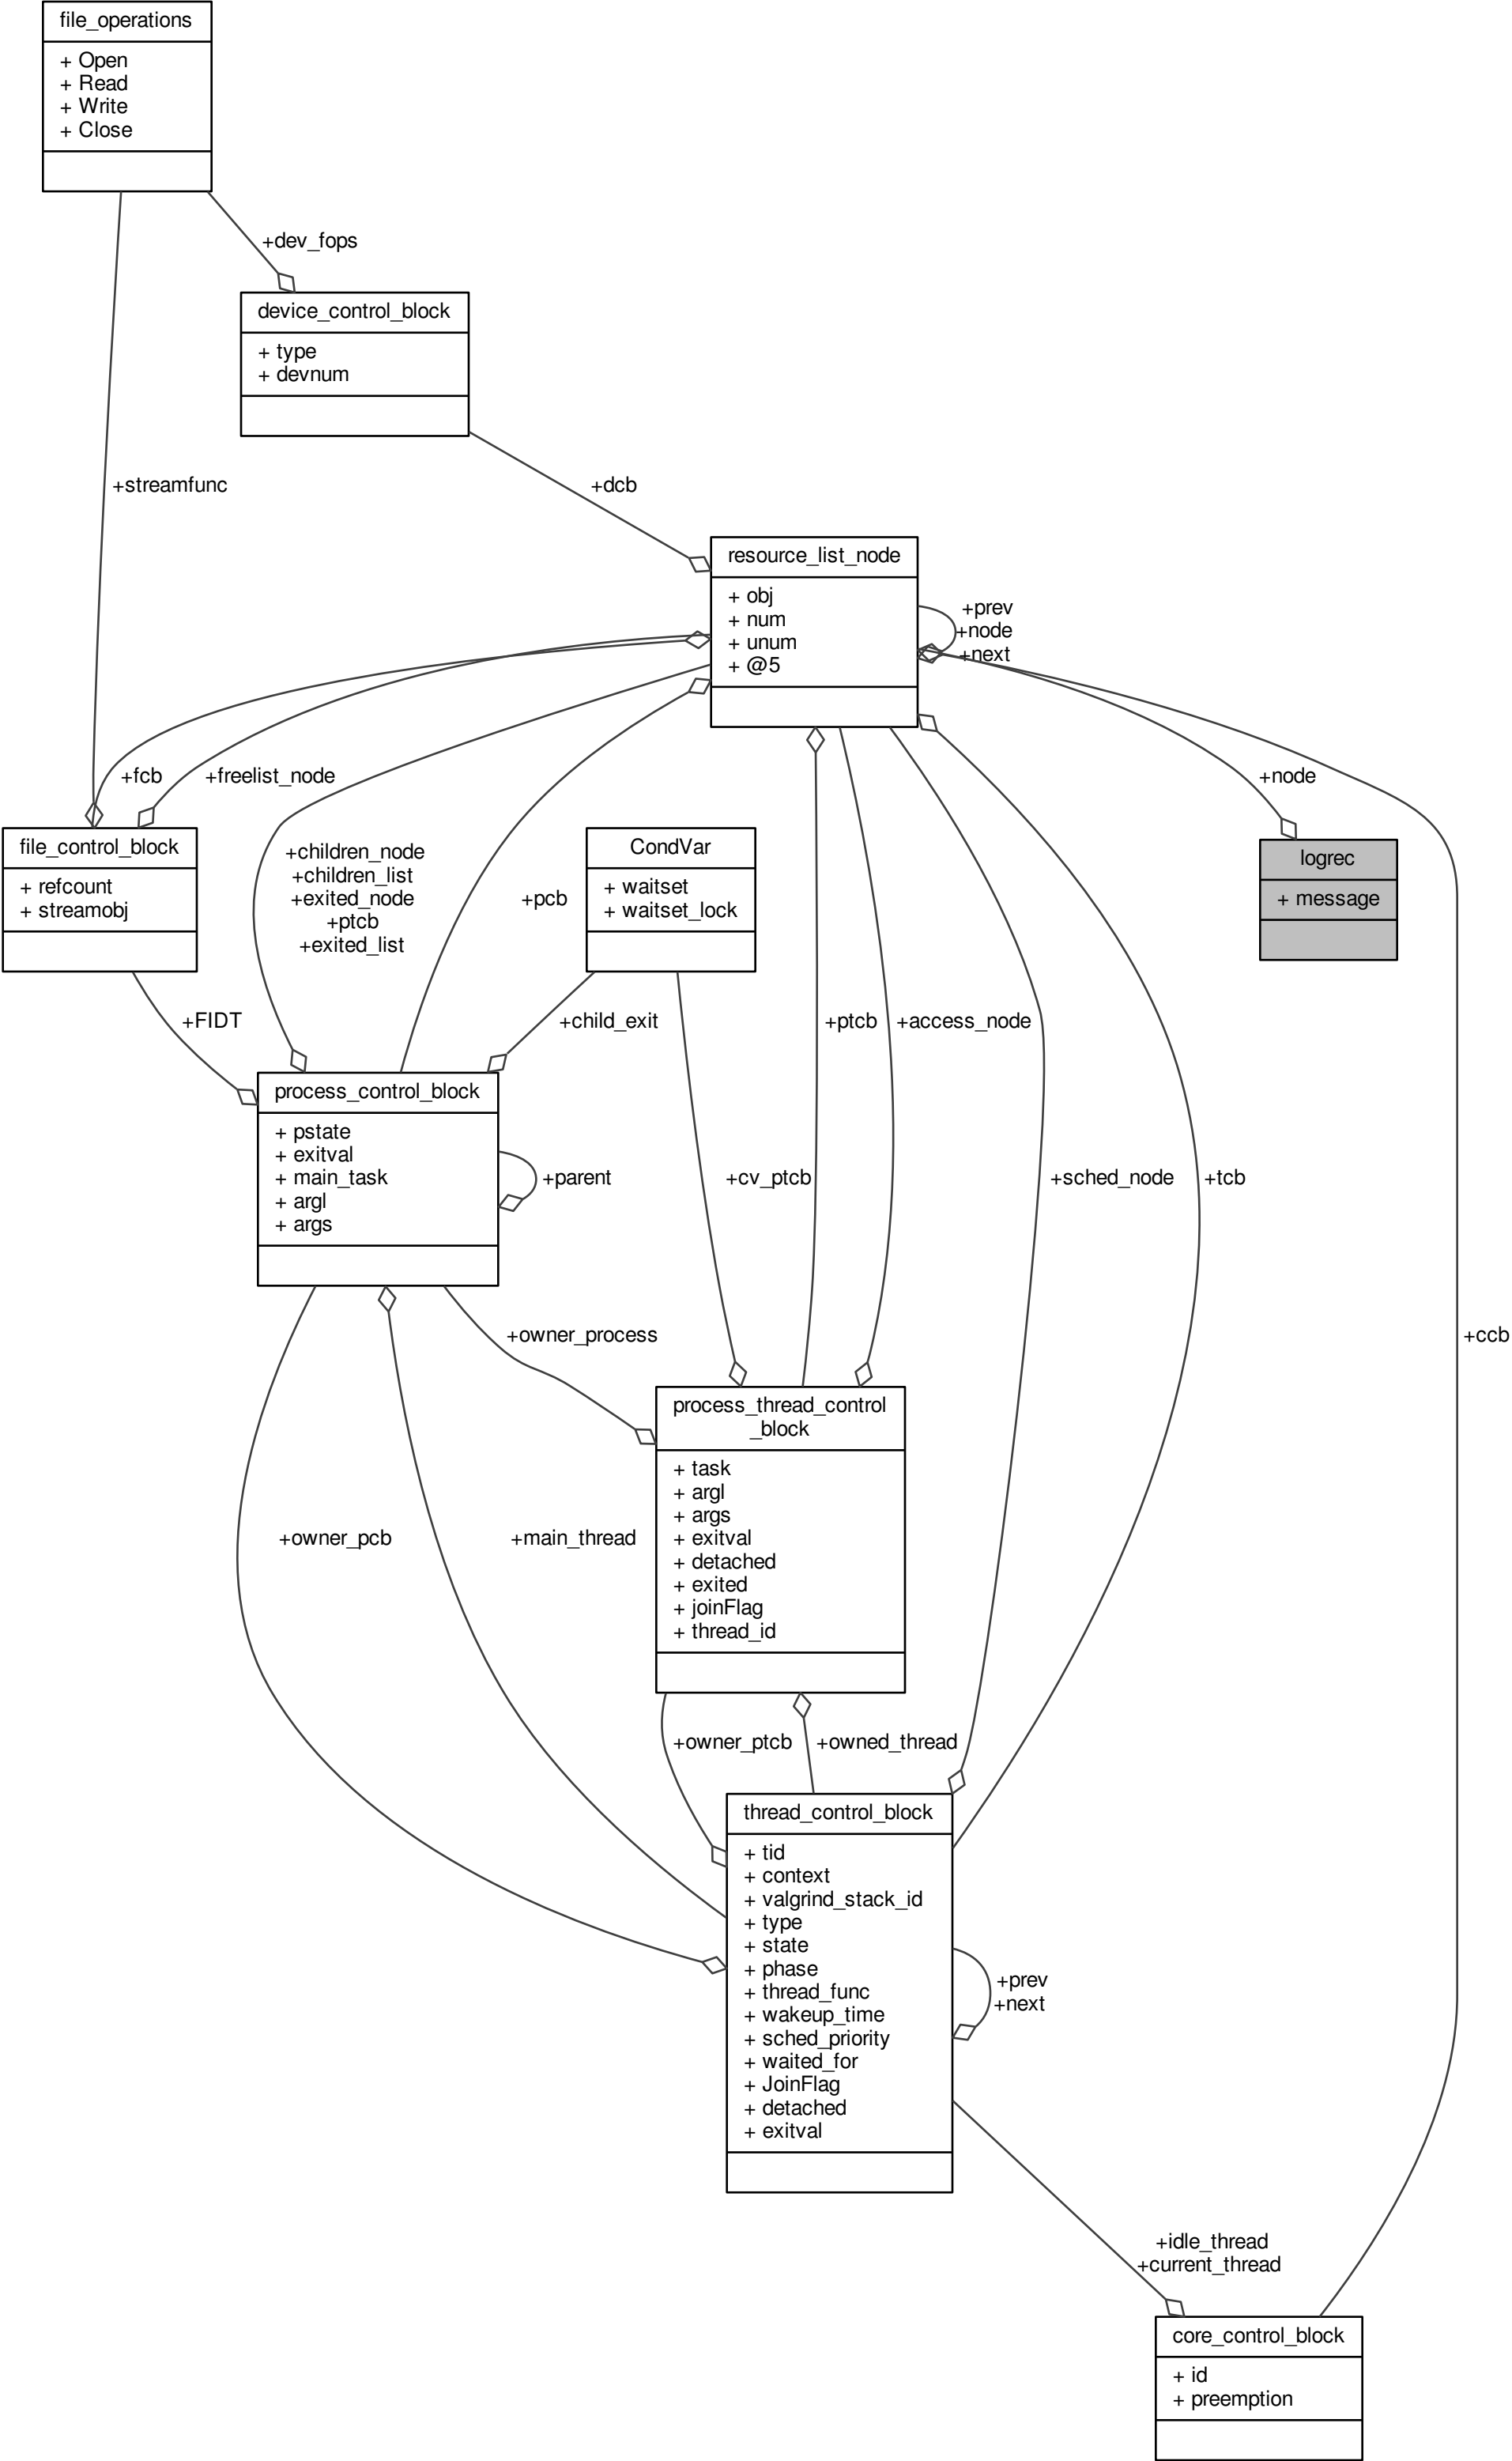 file_operations
+ Open
+ Read
+ Write
+ Close
+dev_fops
device_control_block
+ type
+ devnum
+streamfunc
+dcb
resource_list_node
+ obj
+ num
+ unum
+ @5
+prev
+node
+next
+fcb
+freelist_node
+node
file_control_block
+ refcount
+ streamobj
+children_node
+children_list
+exited_node
+ptcb
+exited_list
+pcb
CondVar
+ waitset
+ waitset_lock
logrec
+ message
+FIDT
+child_exit
+ptcb
+access_node
process_control_block
+ pstate
+ exitval
+ main_task
+ argl
+ args
+parent
+cv_ptcb
+sched_node
+tcb
+owner_process
+ccb
process_thread_control
_block
+ task
+ argl
+ args
+ exitval
+ detached
+ exited
+ joinFlag
+ thread_id
+owner_pcb
+main_thread
+owner_ptcb
+owned_thread
thread_control_block
+ tid
+ context
+ valgrind_stack_id
+ type
+ state
+ phase
+ thread_func
+ wakeup_time
+ sched_priority
+ waited_for
+ JoinFlag
+ detached
+ exitval
+prev
+next
+idle_thread
+current_thread
core_control_block
+ id
+ preemption